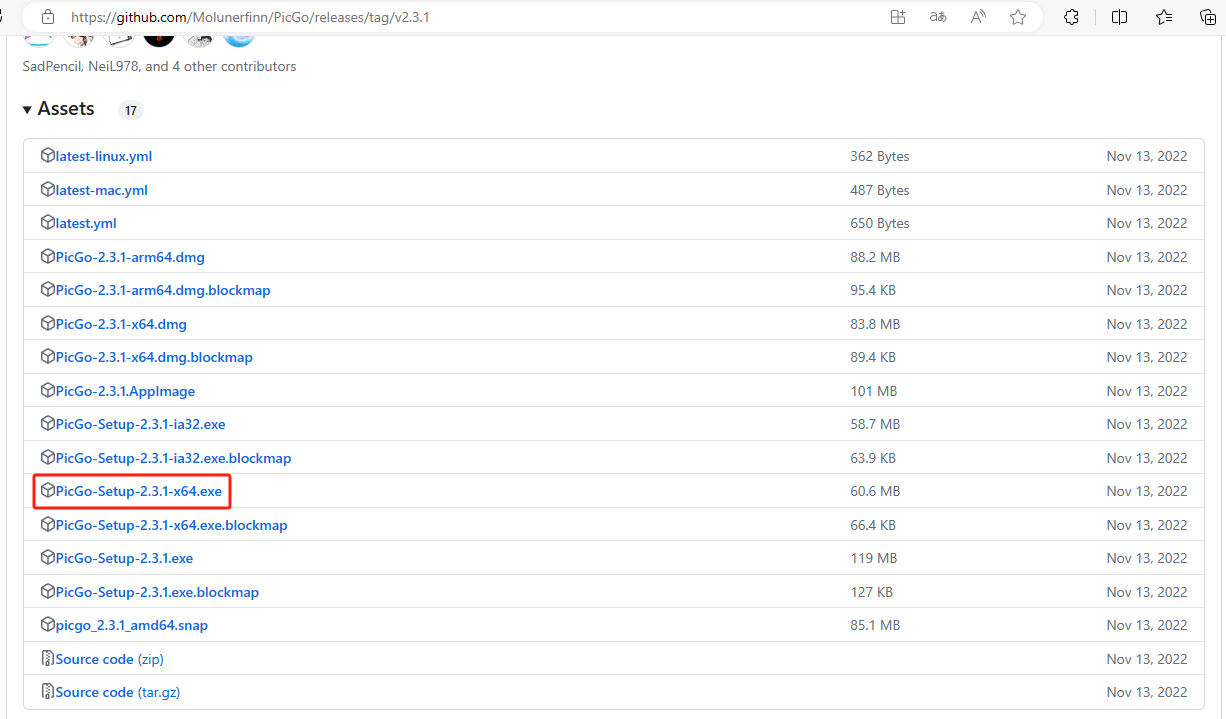 https://github.com/Molunerfinn/PicGo/releases/tag/v2.3.1
SadPencil, NeiL978, and 4 other contributors
Assets 17
latest-linux.yml 362 Bytes Nov 13, 2022
latest-mac.yml 487 Bytes Nov 13, 2022
latest.yml 650 Bytes Nov 13, 2022
PicGo-2.3.1-arm64.dmg 88.2 MB Nov 13, 2022
PicGo-2.3.1-arm64.dmg.blockmap 95.4 KB Nov 13, 2022
PicGo-2.3.1-x64.dmg 83.8 MB Nov 13, 2022
PicGo-2.3.1-x64.dmg.blockmap 89.4 KB Nov 13, 2022
PicGo-2.3.1.AppImage 101 MB Nov 13, 2022
PicGo-Setup-2.3.1-ia32.exe 58.7 MB Nov 13, 2022
PicGo-Setup-2.3.1-ia32.exe.blockmap 63.9 KB Nov 13, 2022
PicGo-Setup-2.3.1-x64.exe 60.6 MB Nov 13, 2022
PicGo-Setup-2.3.1-x64.exe.blockmap 66.4 KB Nov 13, 2022
PicGo-Setup-2.3.1.exe 119 MB Nov 13, 2022
PicGo-Setup-2.3.1.exe.blockmap 127 KB Nov 13, 2022
picgo_2.3.1_amd64.snap 85.1 MB Nov 13, 2022
Source code (zip) Nov 13, 2022
Source code (tar.gz) Nov 13, 2022